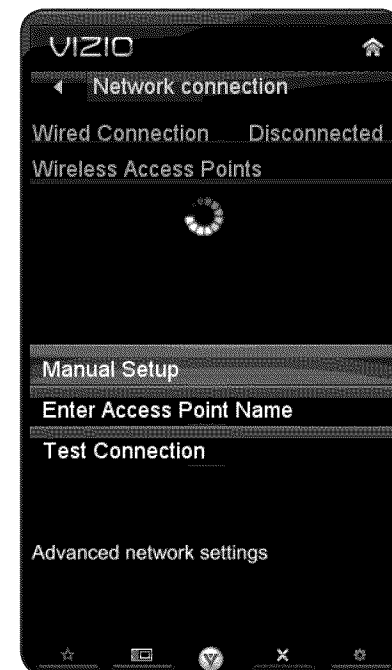 VIZIO
Network connection
Wired Connection Disconnected
Wireless Access Points
Manual Setup
Enter Access Point Name
Test Connection
Advanced network settings